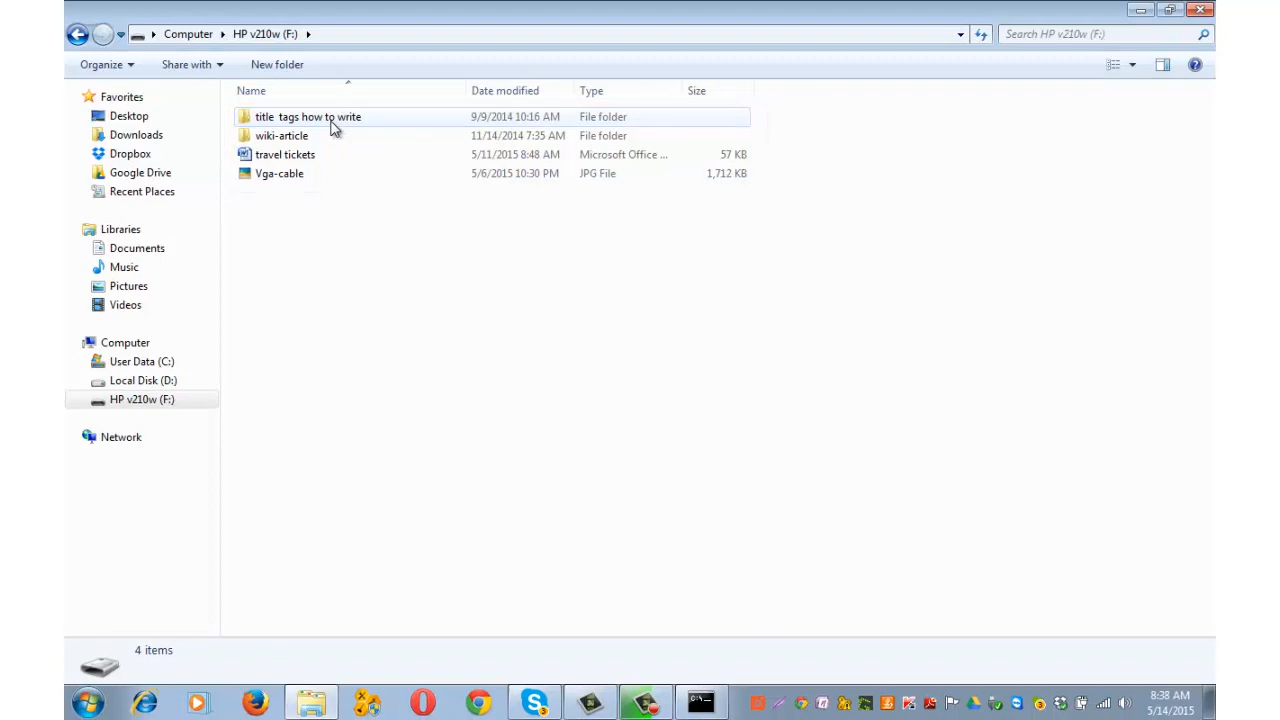 Computer HP v210w (F:) Search HP v210w (F:)
Organize Share with New folder
Name Date modified Type Size
title tags how to write 9/9/2014 10:16 AM File folder
wiki-article 11/14/2014 7:35 AM File folder
travel tickets 5/11/2015 8:48 AM Microsoft Office ... 57 KB
Vga-cable 5/6/2015 10:30 PM JPG File 1,712 KB
Favorites
Desktop
Downloads
Dropbox
Google Drive
Recent Places
Libraries
Documents
Music
Pictures
Videos
Computer
User Data (C:)
Local Disk (D:)
HP v210w (F:)
Network
4 items
8:38 AM
5/14/2015